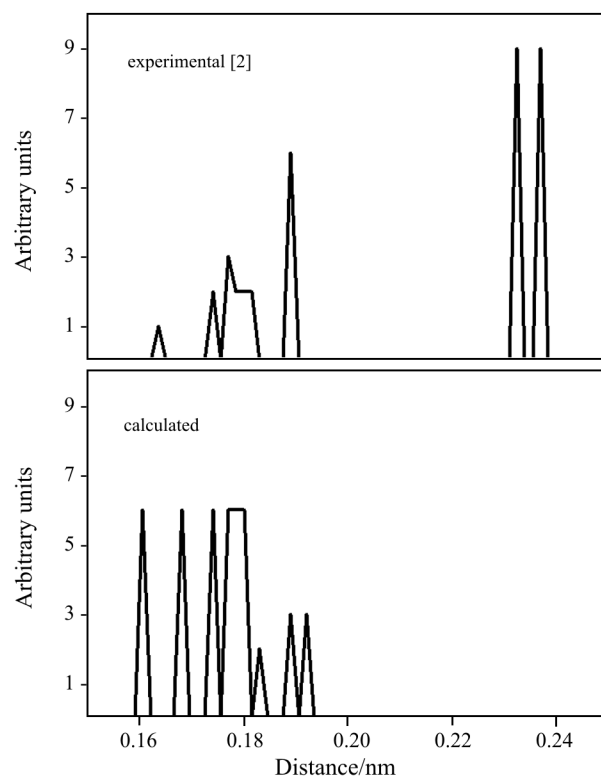 9
experimental [2]
7
Arbitrary units
5
3
1
9
calculated
7
Arbitrary units
5
3
1
0.16 0.18 0.20 0.22 0.24
Distance/nm